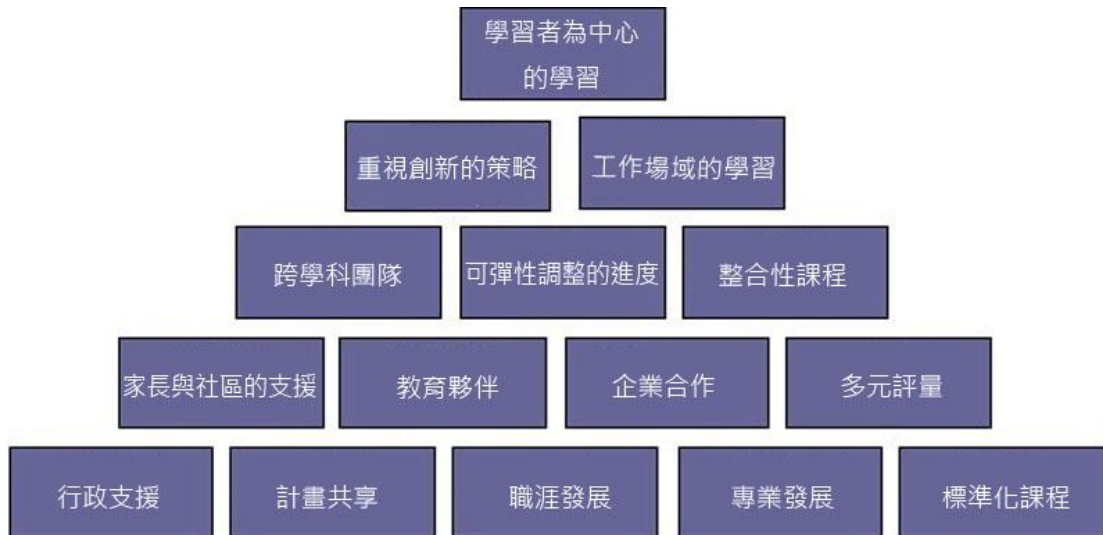 學習者為中心
的學習
重視創新的策略
工作場域的學習
跨學科團隊
可彈性調整的進度
整合性課程
家長與社區的支援
教育夥伴
企業合作
多元評量
行政支援
計畫共享
職涯發展
專業發展
標準化課程